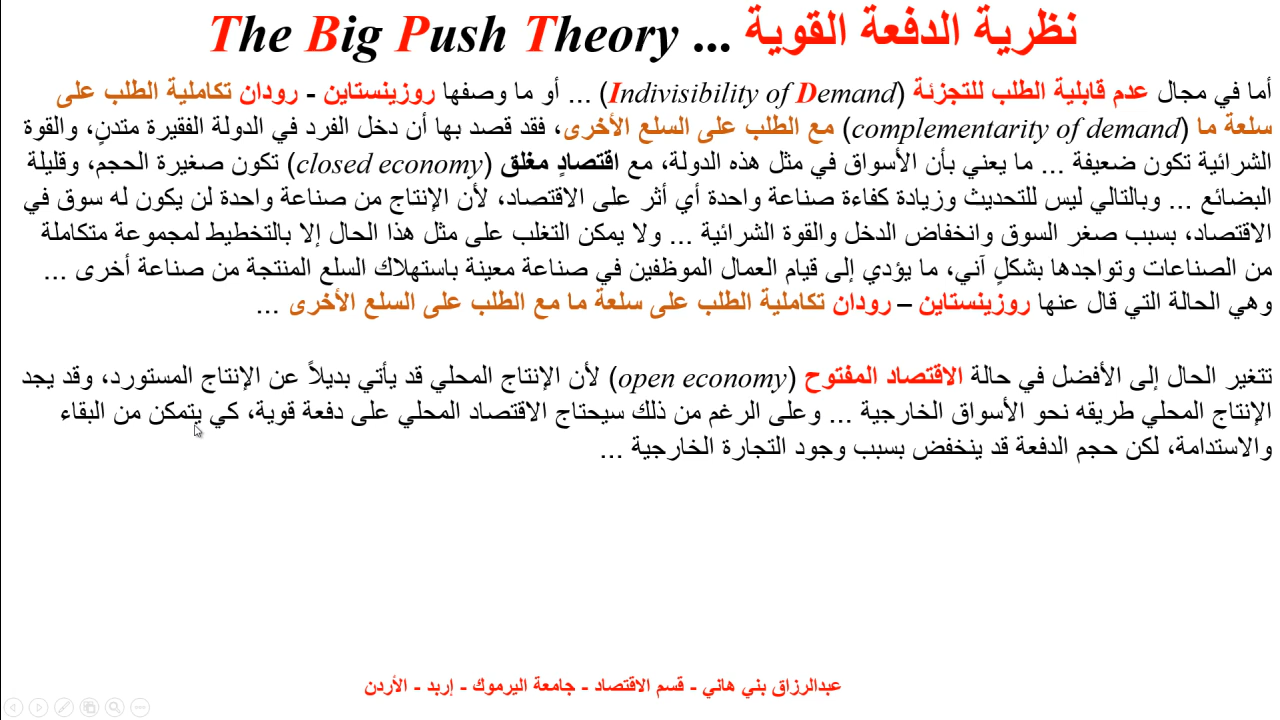 نظرية الدفعة القوية ... The Big Push Theory
أما في مجال عدم قابلية الطلب للتجزئة (Indivisibility of Demand) ... أو ما وصفها روزينستاين - رودان تكاملية الطلب على
سلعة ما (complementarity of demand) مع الطلب على السلع الأخرى، فقد قصد بها أن دخل الفرد في الدولة الفقيرة متدنٍ، والقوة
الشرائية تكون ضعيفة ... ما يعني بأن الأسواق في مثل هذه الدولة، مع اقتصادٍ مغلق (closed economy) تكون صغيرة الحجم، وقليلة
البضائع ... وبالتالي ليس للتحديث وزيادة كفاءة صناعة واحدة أي أثر على الاقتصاد، لأن الإنتاج من صناعة واحدة لن يكون له سوق في
الاقتصاد، بسبب صغر السوق وانخفاض الدخل والقوة الشرائية ... ولا يمكن التغلب على مثل هذا الحال إلا بالتخطيط لمجموعة متكاملة
من الصناعات وتواجدها بشكلٍ آني، ما يؤدي إلى قيام العمال الموظفين في صناعة معينة باستهلاك السلع المنتجة من صناعة أخرى ...
وهي الحالة التي قال عنها روزينستاين – رودان تكاملية الطلب على سلعة ما مع الطلب على السلع الأخرى ...
تتغير الحال إلى الأفضل في حالة الاقتصاد المفتوح (open economy) لأن الإنتاج المحلي قد يأتي بديلاً عن الإنتاج المستورد، وقد يجد
الإنتاج المحلي طريقه نحو الأسواق الخارجية ... وعلى الرغم من ذلك سيحتاج الاقتصاد المحلي على دفعة قوية، كي يتمكن من البقاء
والاستدامة، لكن حجم الدفعة قد ينخفض بسبب وجود التجارة الخارجية ...
عبدالرزاق بني هاني - قسم الاقتصاد - جامعة اليرموك - إربد - الأردن